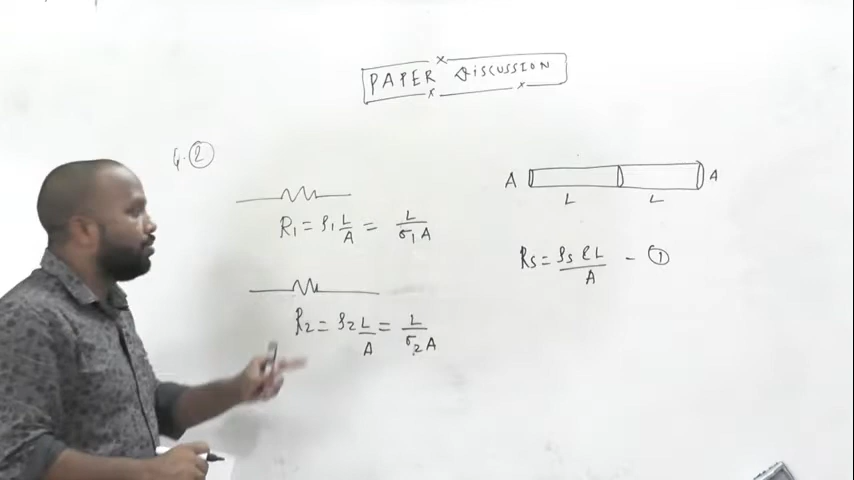 PAPER DISCUSSION
Q.②
R₁ = ρ₁ L/A = L/σ₁A
R₂ = ρ₂ L/A = L/σ₂A
A A
L L
Rs = ρs 2L/A - ①